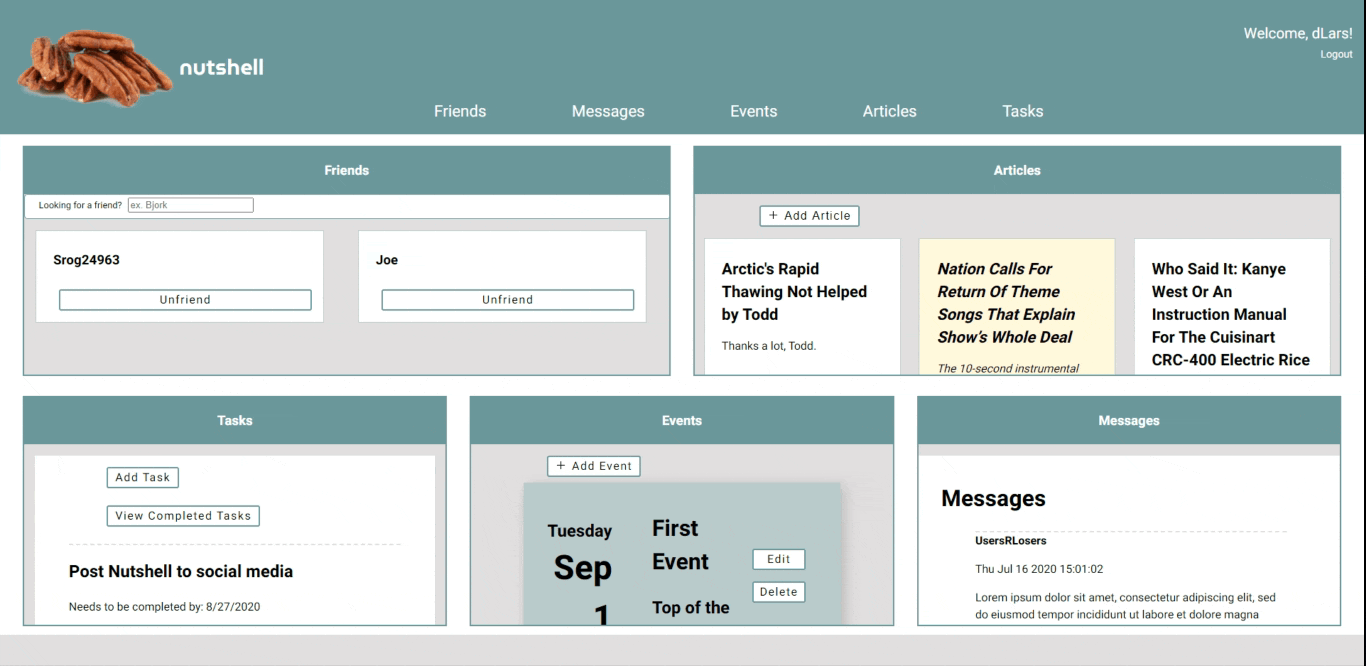 nutshell
Welcome, dLars!
Logout
Friends
Messages
Events
Articles
Tasks
Friends
Looking for a friend? ex. Bjork
Srog24963
Unfriend
Joe
Unfriend
Articles
+ Add Article
Arctic's Rapid
Thawing Not Helped
by Todd
Thanks a lot, Todd.
Nation Calls For
Return Of Theme
Songs That Explain
Show's Whole Deal
The 10-second instrumental
Who Said It: Kanye
West Or An
Instruction Manual
For The Cuisinart
CRC-400 Electric Rice
Tasks
Add Task
View Completed Tasks
Post Nutshell to social media
Needs to be completed by: 8/27/2020
Events
+ Add Event
Tuesday
Sep
1
First
Event
Top of the
Edit
Delete
Messages
Messages
UsersRLosers
Thu Jul 16 2020 15:01:02
Lorem ipsum dolor sit amet, consectetur adipiscing elit, sed
do eiusmod tempor incididunt ut labore et dolore magna